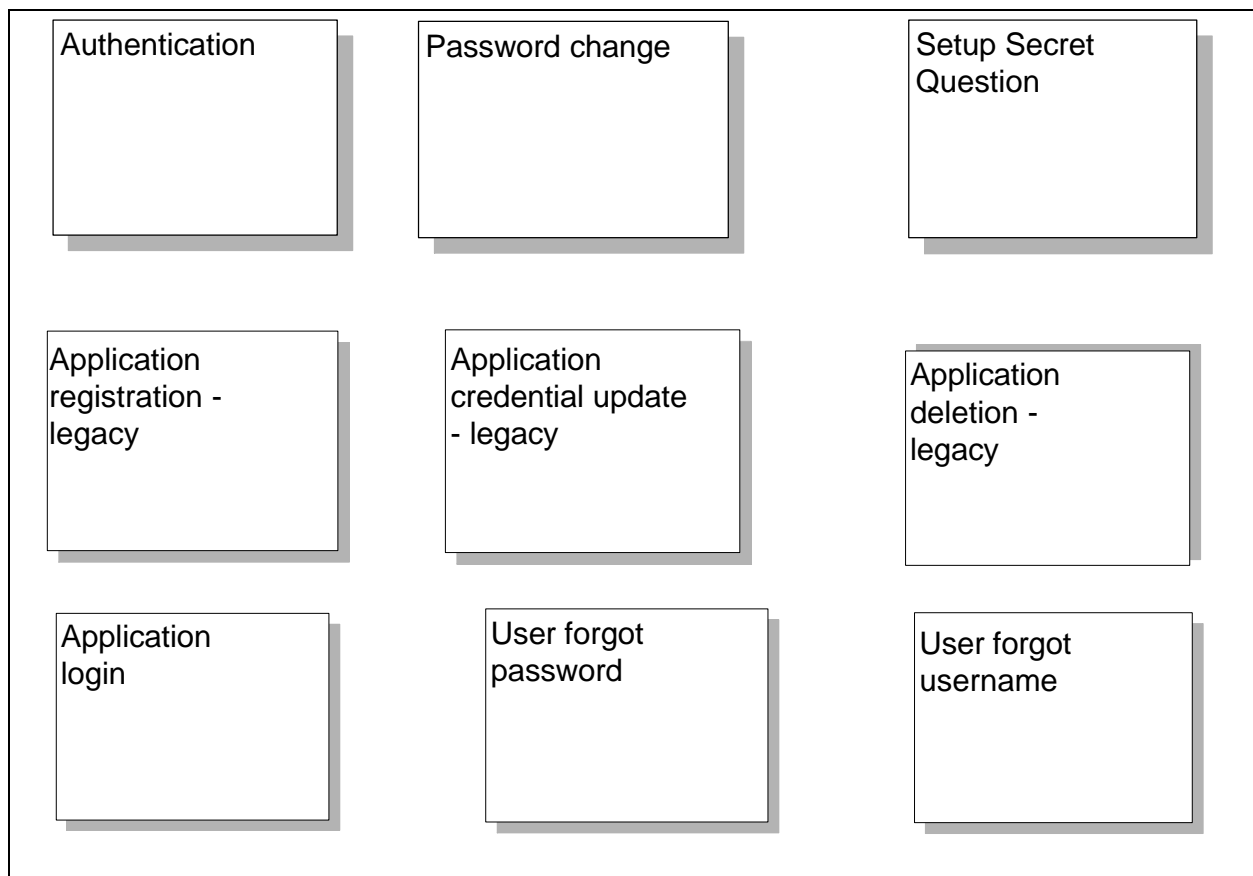 Authentication
Password change
Setup Secret
Question
Application
registration -
legacy
Application
credential update
- legacy
Application
deletion -
legacy
Application
login
User forgot
password
User forgot
username